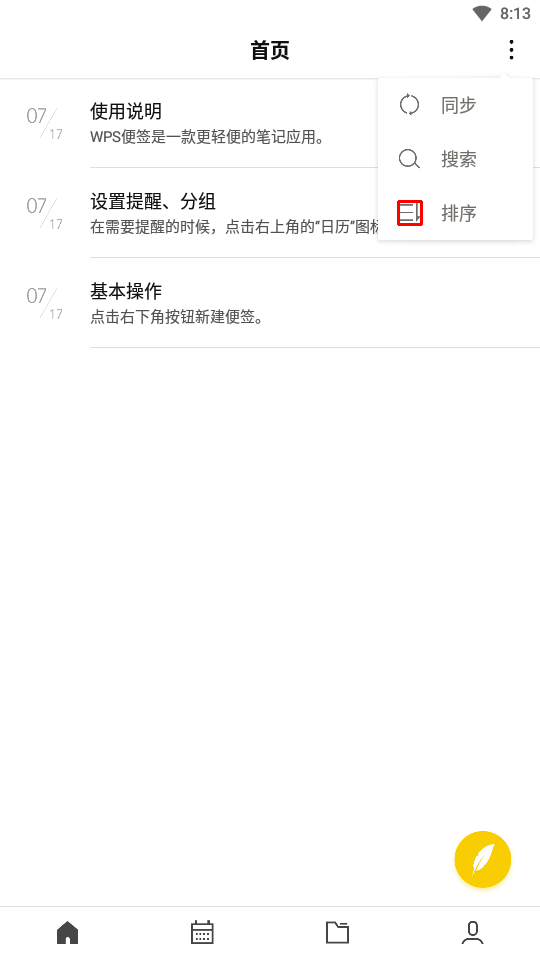 8:13
首页
同步
搜索
排序
07/17
使用说明
WPS便签是一款更轻便的笔记应用。
07/17
设置提醒、分组
在需要提醒的时候，点击右上角的“日历”图标
07/17
基本操作
点击右下角按钮新建便签。